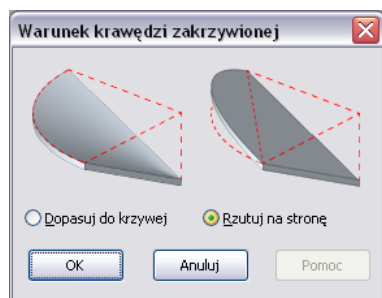 Warunek krawędzi zakrzywionej
Dopasuj do krzywej
Rzutuj na stronę
OK
Anuluj
Pomoc